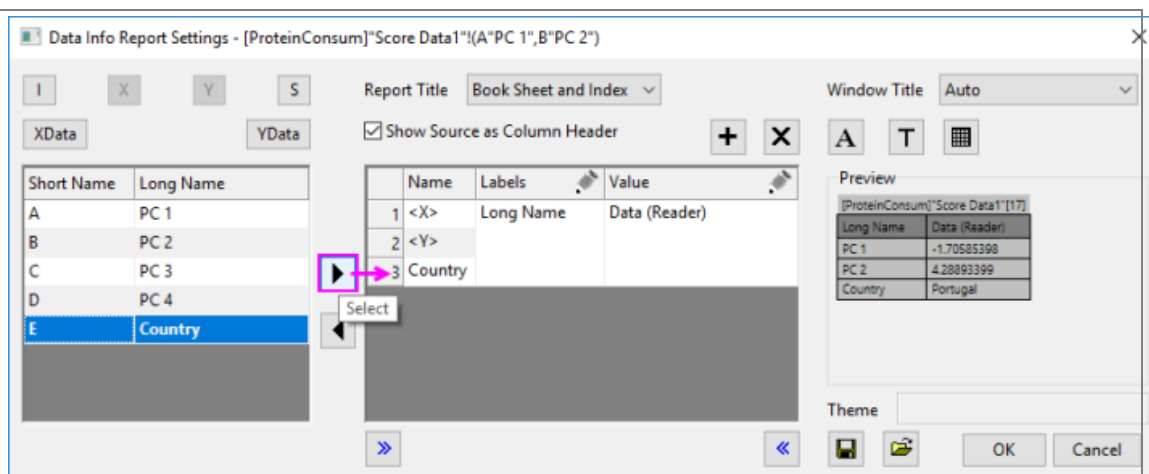 Data Info Report Settings - [ProteinConsum]"Score Data1"!(A"PC 1",B"PC 2")
I X Y S Report Title Book Sheet and Index Window Title Auto
XData YData Show Source as Column Header A T
Short Name Long Name
A PC 1
B PC 2
C PC 3
D PC 4
E Country
Name Labels Value
1 <X> Long Name Data (Reader)
2 <Y>
3 Country
Select
Preview
[ProteinConsum]"Score Data1"[17]
Long Name Data (Reader)
PC 1 -1.70585398
PC 2 4.28893399
Country Portugal
Theme
OK Cancel